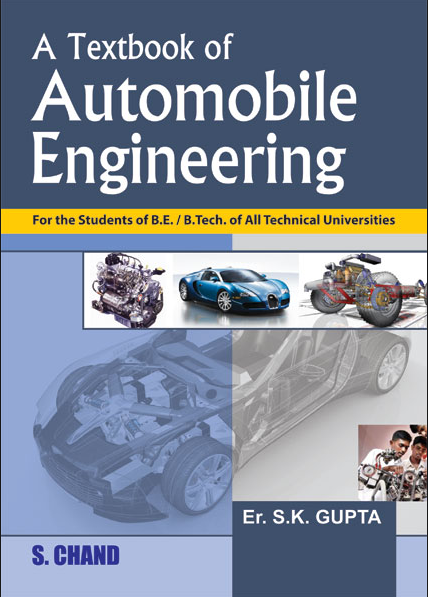 A Textbook of
Automobile
Engineering
For the Students of B.E. / B.Tech. of All Technical Universities
Er. S.K. GUPTA
S. CHAND